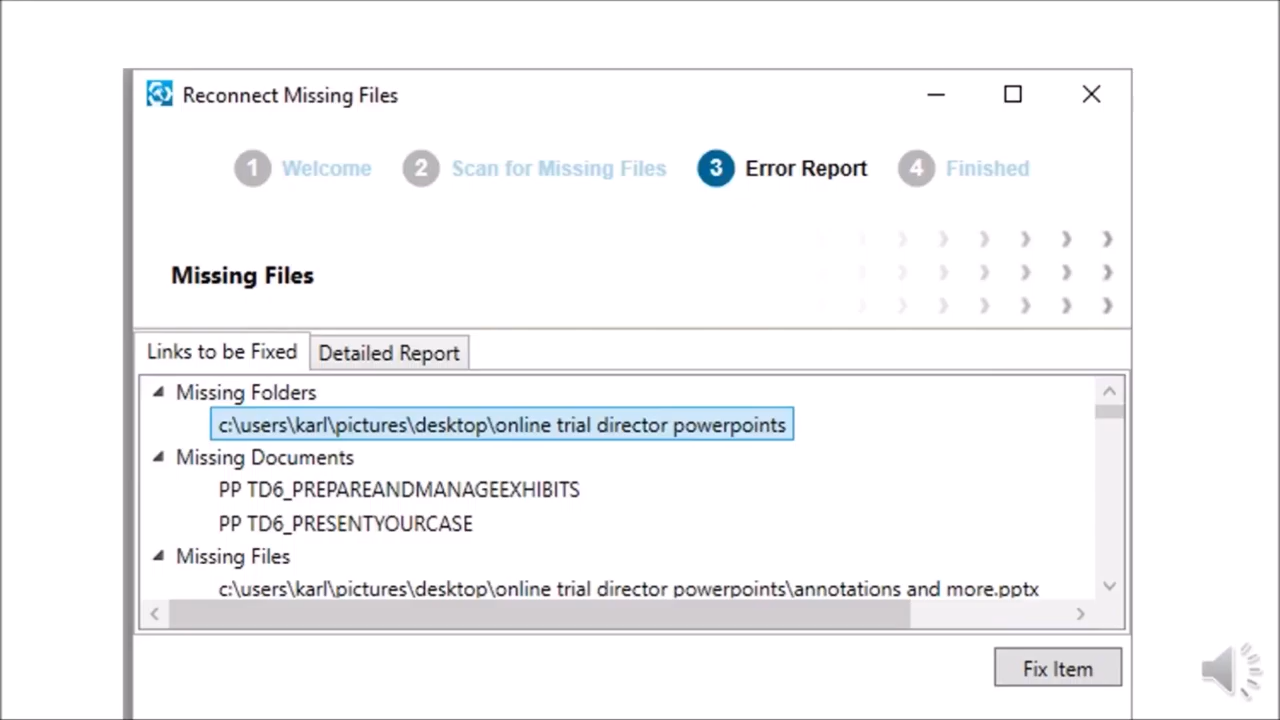 Reconnect Missing Files
1 Welcome 2 Scan for Missing Files 3 Error Report 4 Finished
Missing Files
Links to be Fixed Detailed Report
Missing Folders
c:\users\karl\pictures\desktop\online trial director powerpoints
Missing Documents
PP TD6_PREPAREANDMANAGEEXHIBITS
PP TD6_PRESENTYOURCASE
Missing Files
c:\users\karl\pictures\desktop\online trial director powerpoints\annotations and more.pptx
Fix Item